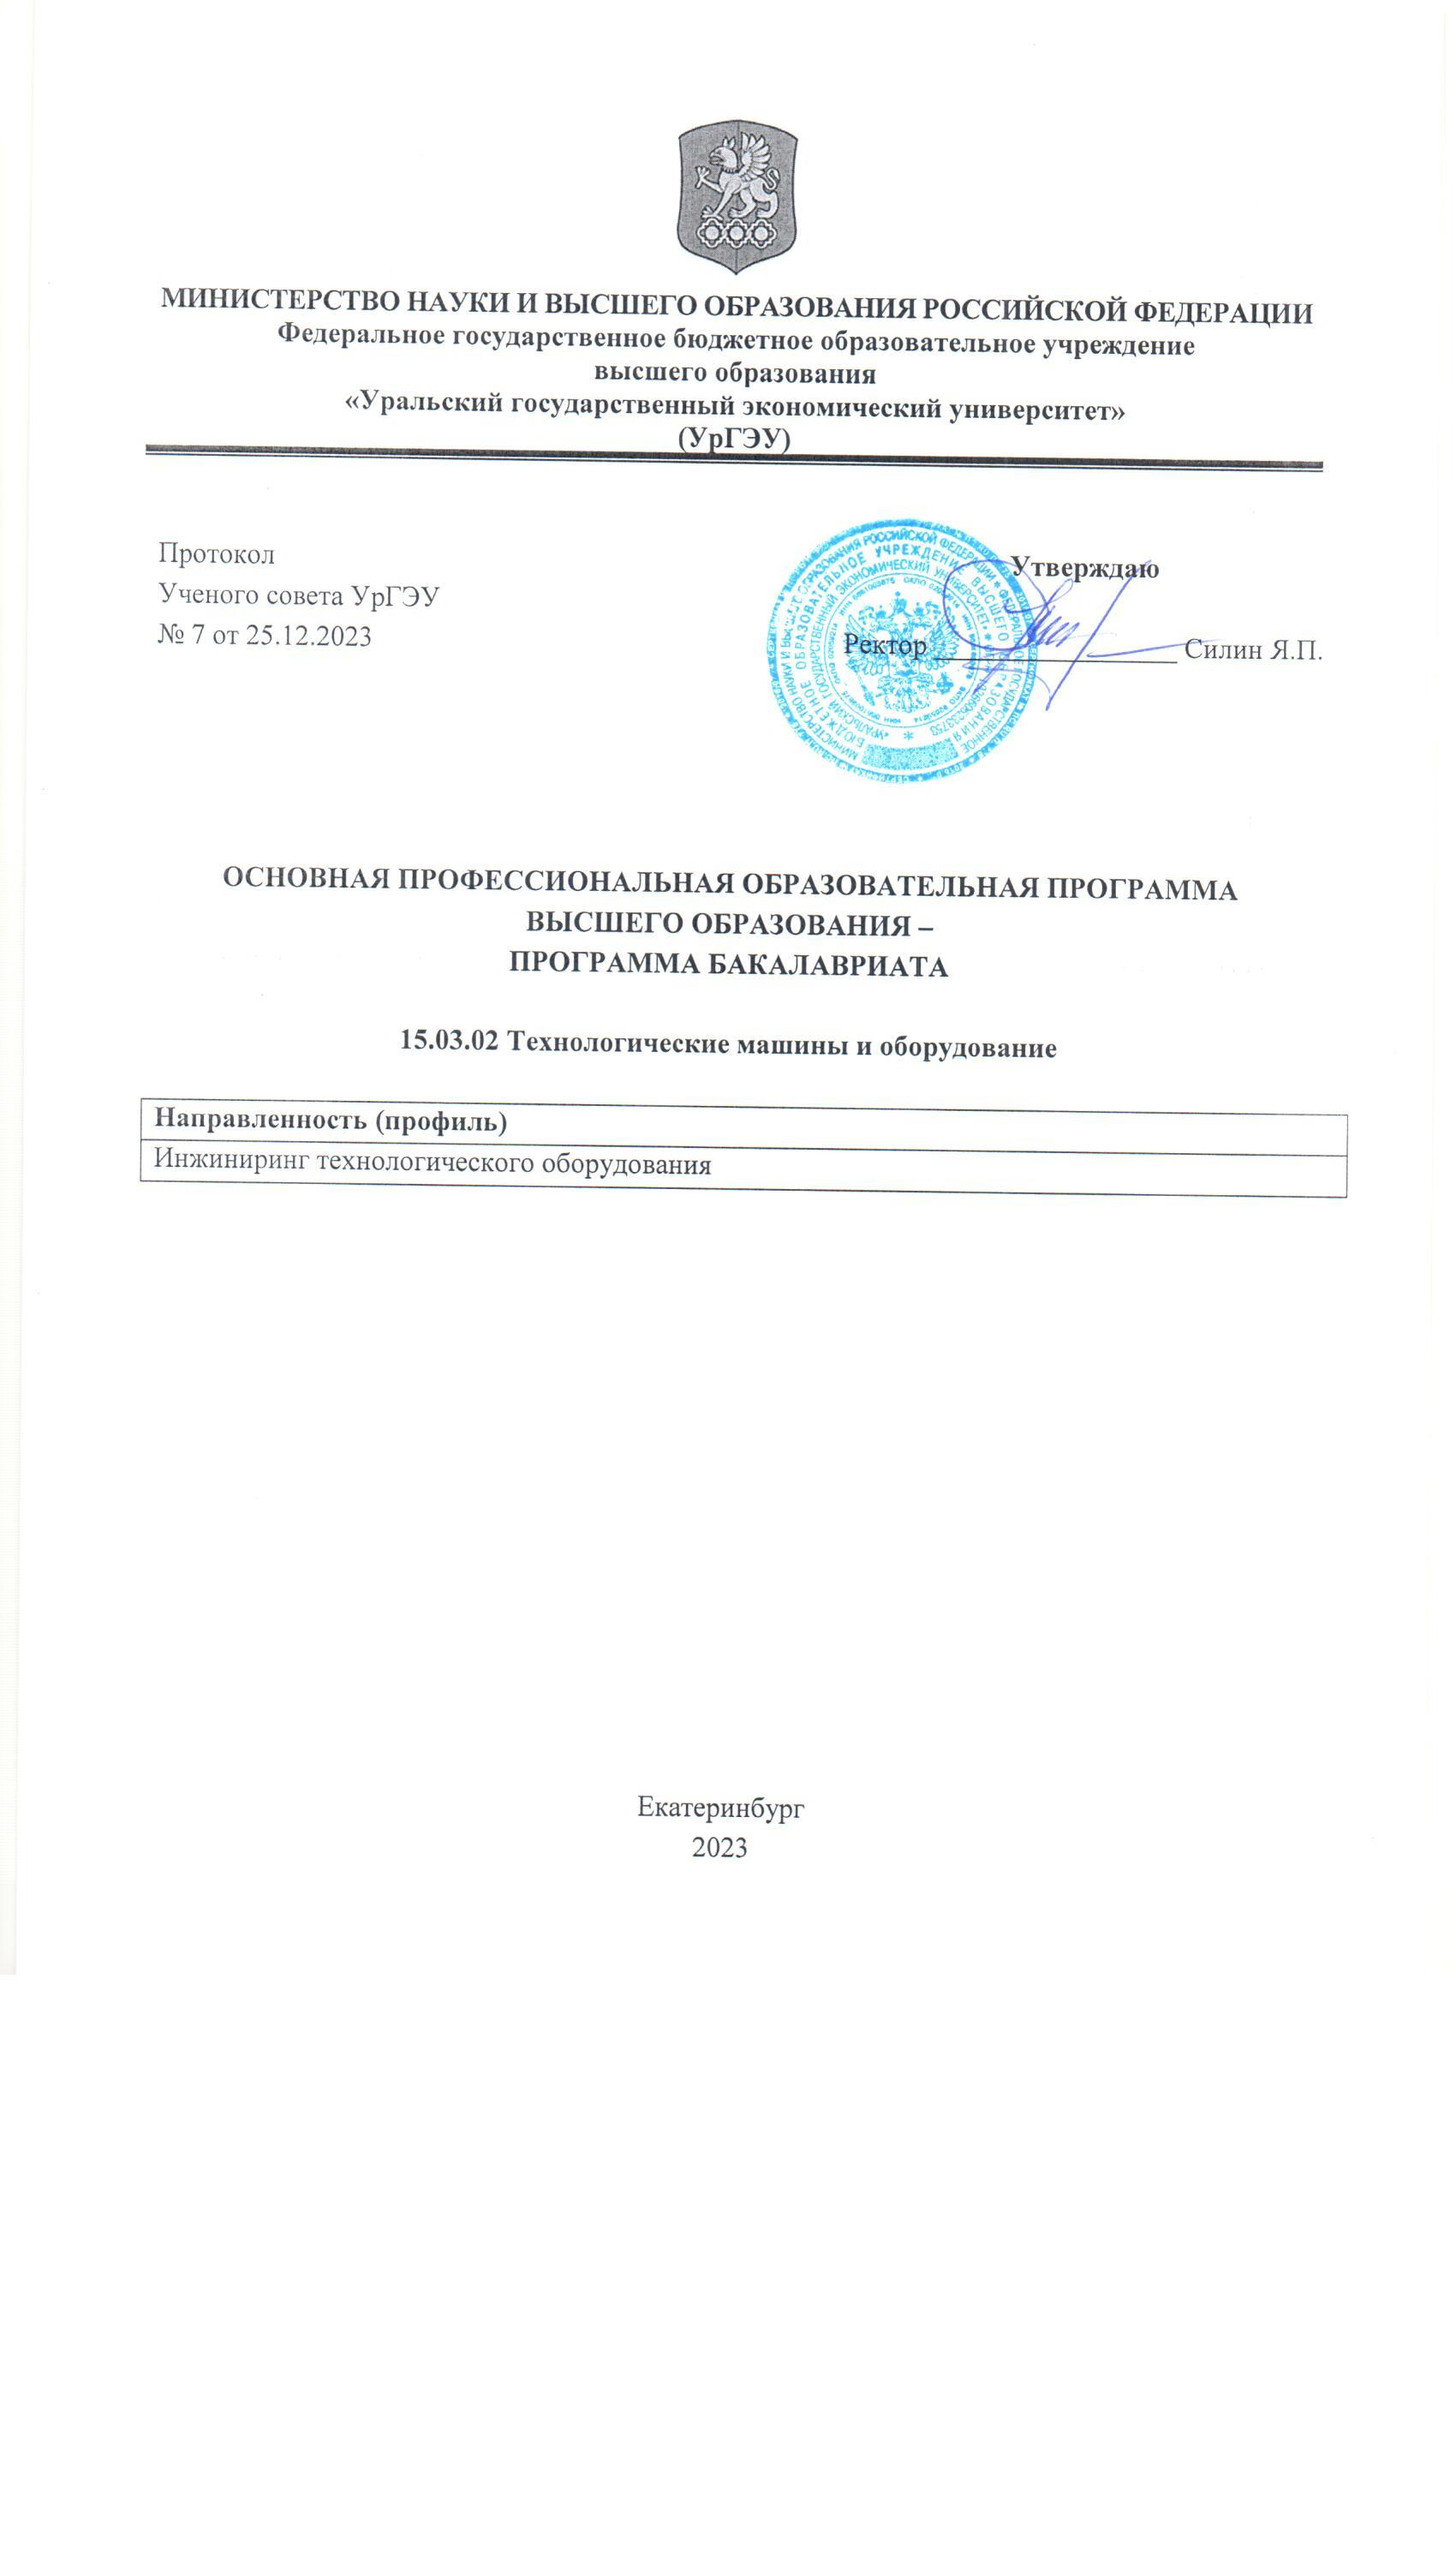 МИНИСТЕРСТВО НАУКИ И ВЫСШЕГО ОБРАЗОВАНИЯ РОССИЙСКОЙ ФЕДЕРАЦИИ
Федеральное государственное бюджетное образовательное учреждение
высшего образования
«Уральский государственный экономический университет»
(УрГЭУ)
Протокол
Ученого совета УрГЭУ
№ 7 от 25.12.2023
Утверждаю
Ректор Силин Я.П.
ОСНОВНАЯ ПРОФЕССИОНАЛЬНАЯ ОБРАЗОВАТЕЛЬНАЯ ПРОГРАММА
ВЫСШЕГО ОБРАЗОВАНИЯ –
ПРОГРАММА БАКАЛАВРИАТА
15.03.02 Технологические машины и оборудование
Направленность (профиль)
Инжиниринг технологического оборудования
Екатеринбург
2023